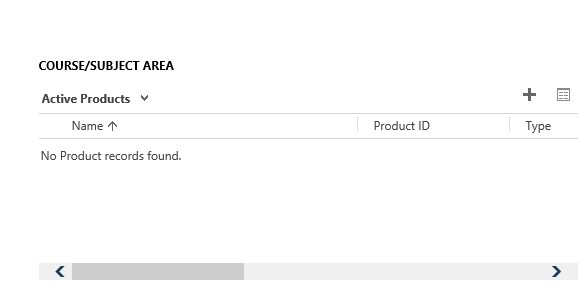 COURSE/SUBJECT AREA
Active Products
Name Product ID Type
No Product records found.